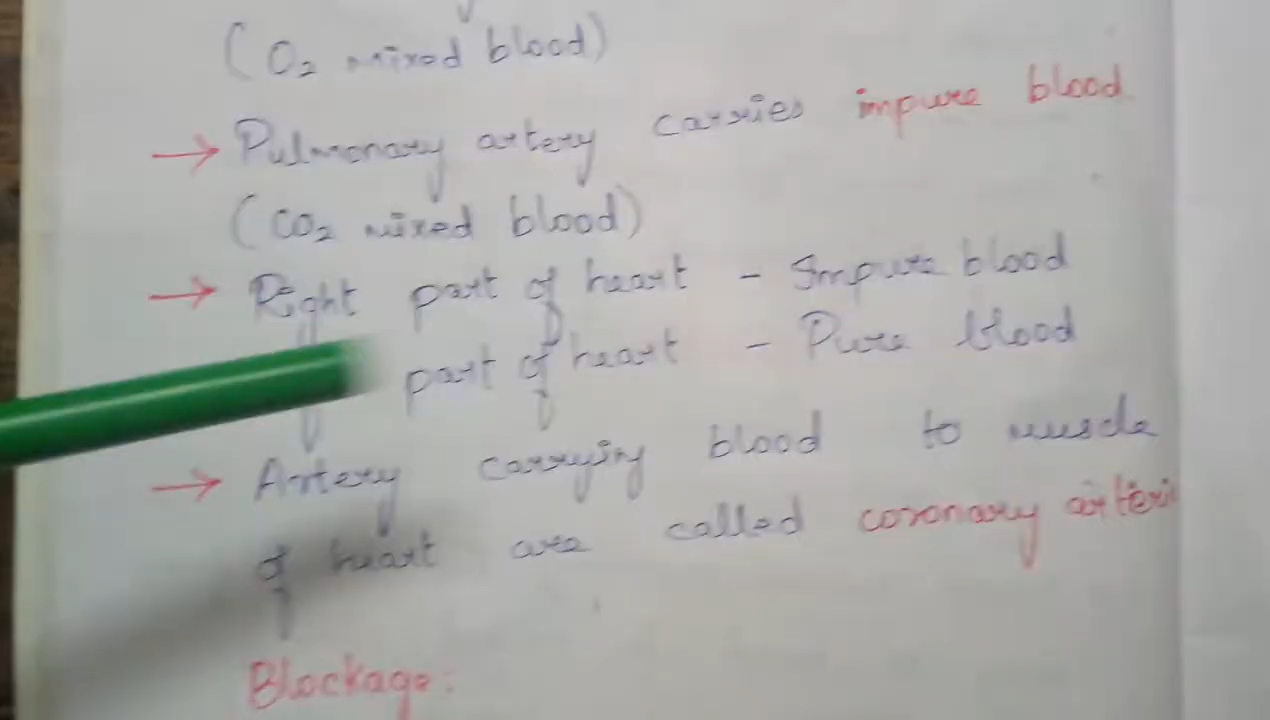 (O₂ mixed blood)
→ Pulmonary artery carries impure blood
(CO₂ mixed blood)
→ Right part of heart - Impure blood
part of heart - Pure blood
→ Artery carrying blood to muscle
of heart are called coronary arteri
Blockage: